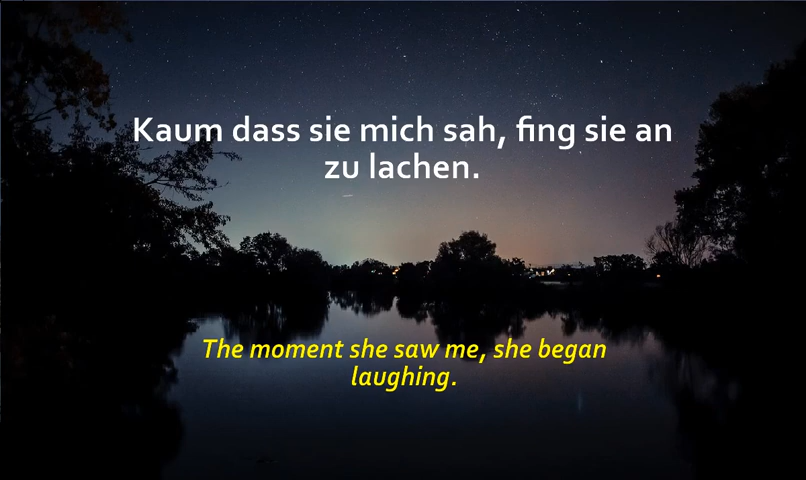 Kaum dass sie mich sah, fing sie an
zu lachen.
The moment she saw me, she began
laughing.